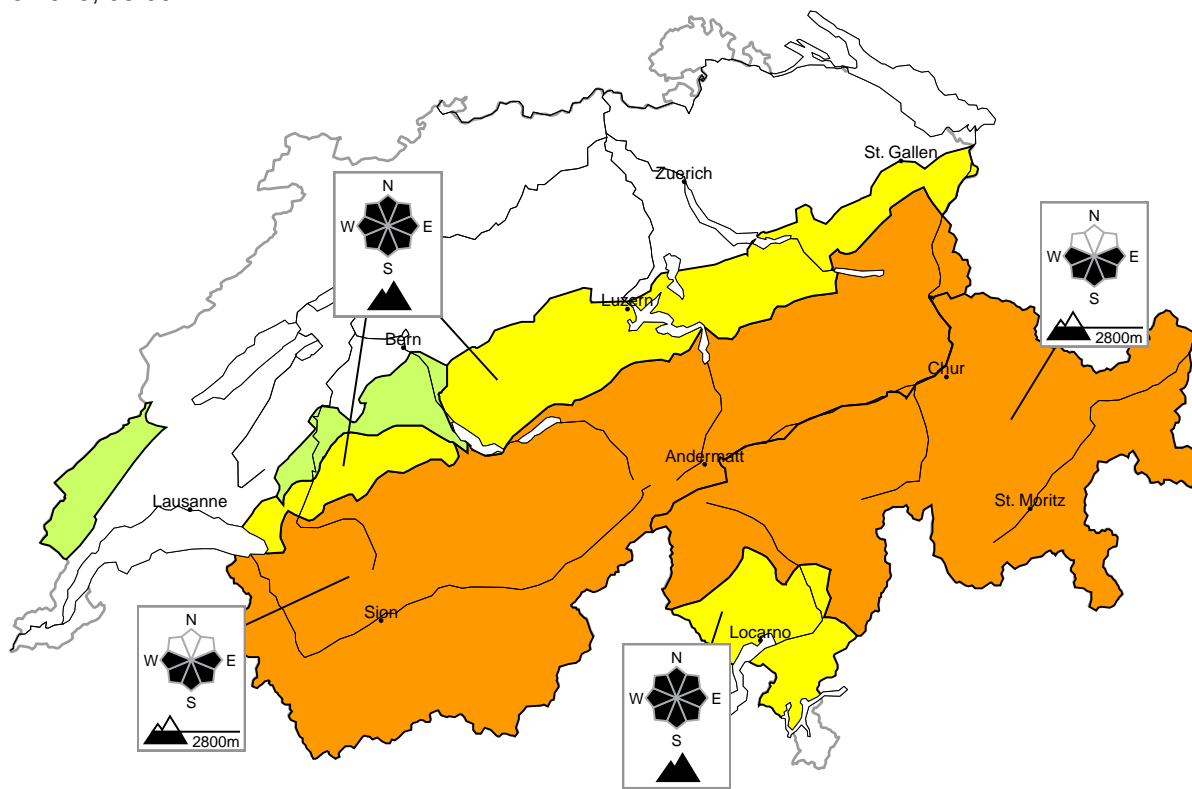 St. Gallen
Zuerich
N
W E
S
N
W E
S
2800m
Luzern
Bern
Chur
Andermatt
Lausanne
St. Moritz
Sion
N
W E
S
2800m
Locarno
N
W E
S